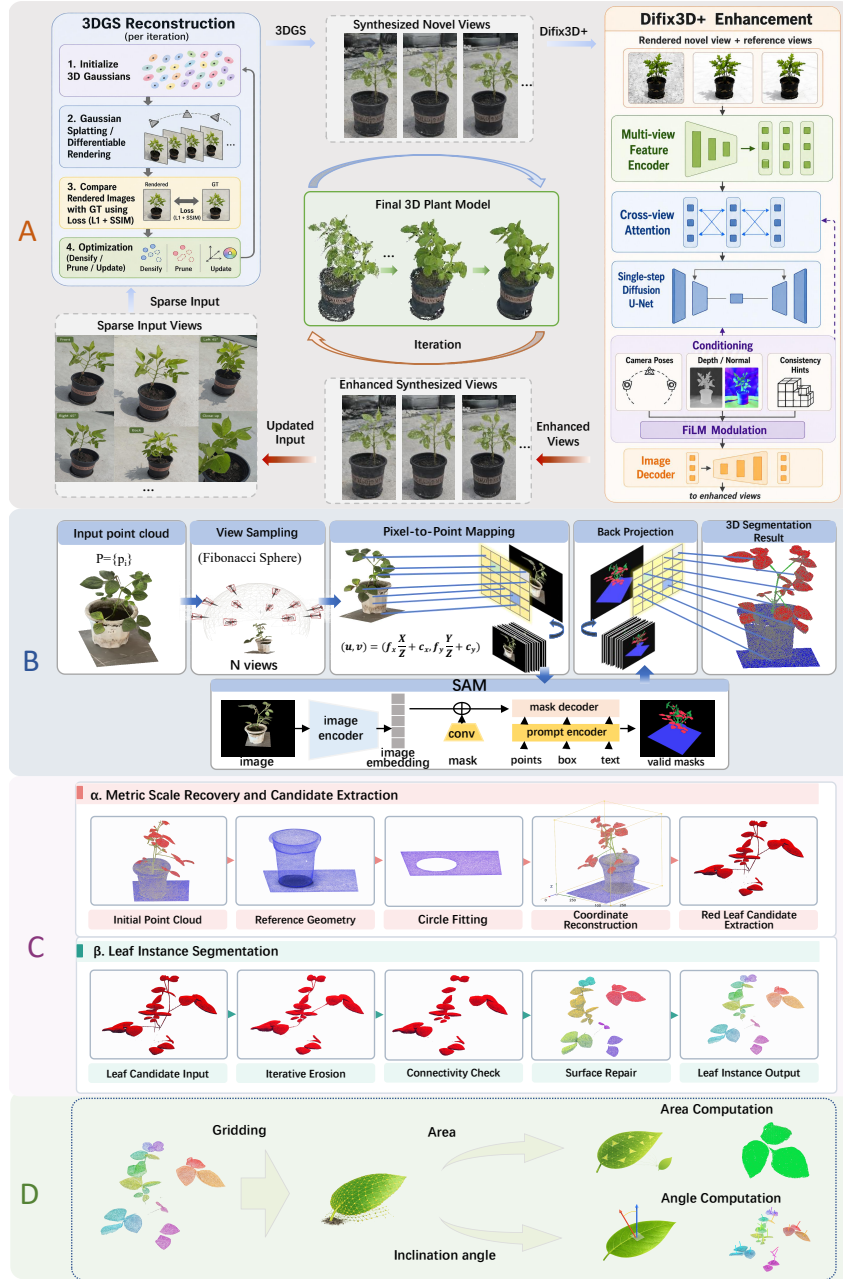 A
3DGS Reconstruction
(per iteration)
1. Initialize
3D Gaussians
2. Gaussian
Splatting /
Differentiable
Rendering
...
3. Compare
Rendered Images
with GT using
Loss (L1 + SSIM)
Rendered
GT
Loss
(L1 + SSIM)
4. Optimization
(Densify /
Prune / Update)
Densify
Prune
Update
Sparse Input
Sparse Input Views
Front
Left 45°
Right 45°
Back
Close-up
...
3DGS
Synthesized Novel Views
...
Difix3D+
Final 3D Plant Model
...
Iteration
Enhanced Synthesized Views
...
Updated
Input
Enhanced
Views
Difix3D+ Enhancement
Rendered novel view + reference views
Multi-view
Feature
Encoder
Cross-view
Attention
Single-step
Diffusion
U-Net
Conditioning
Camera Poses
Depth / Normal
Consistency
Hints
FiLM Modulation
Image
Decoder
to enhanced views
B
Input point cloud
P={pᵢ}
View Sampling
(Fibonacci Sphere)
N views
Pixel-to-Point Mapping
(u, v) = (fₓ X/Z + cₓ, f_y Y/Z + c_y)
Back Projection
3D Segmentation
Result
SAM
image
image
encoder
image
embedding
conv
mask
mask decoder
prompt encoder
points
box
text
valid masks
C
α. Metric Scale Recovery and Candidate Extraction
Initial Point Cloud
Reference Geometry
Circle Fitting
Coordinate
Reconstruction
Red Leaf Candidate
Extraction
β. Leaf Instance Segmentation
Leaf Candidate Input
Iterative Erosion
Connectivity Check
Surface Repair
Leaf Instance Output
D
Gridding
Area
Inclination angle
Area Computation
Angle Computation